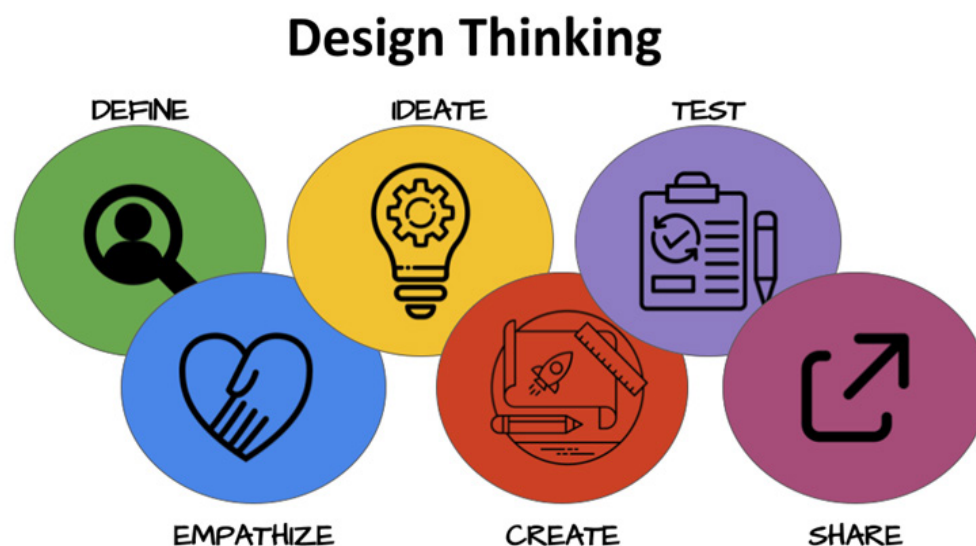 Design Thinking
DEFINE
IDEATE
TEST
EMPATHIZE
CREATE
SHARE